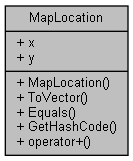 MapLocation
+ x
+ y
+ MapLocation()
+ ToVector()
+ Equals()
+ GetHashCode()
+ operator+()